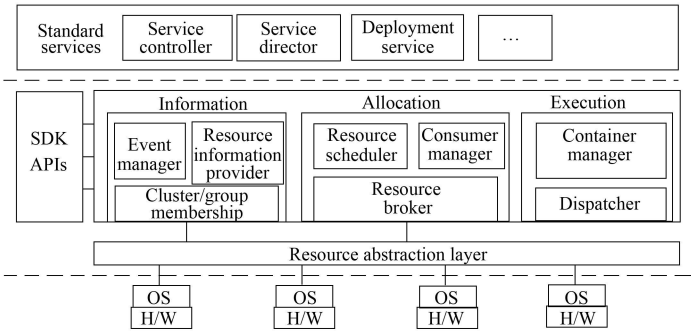 Standard services
Service controller
Service director
Deployment service
...
SDK APIs
Information
Event manager
Resource information provider
Cluster/group membership
Allocation
Resource scheduler
Consumer manager
Resource broker
Execution
Container manager
Dispatcher
Resource abstraction layer
OS
H/W
OS
H/W
OS
H/W
OS
H/W